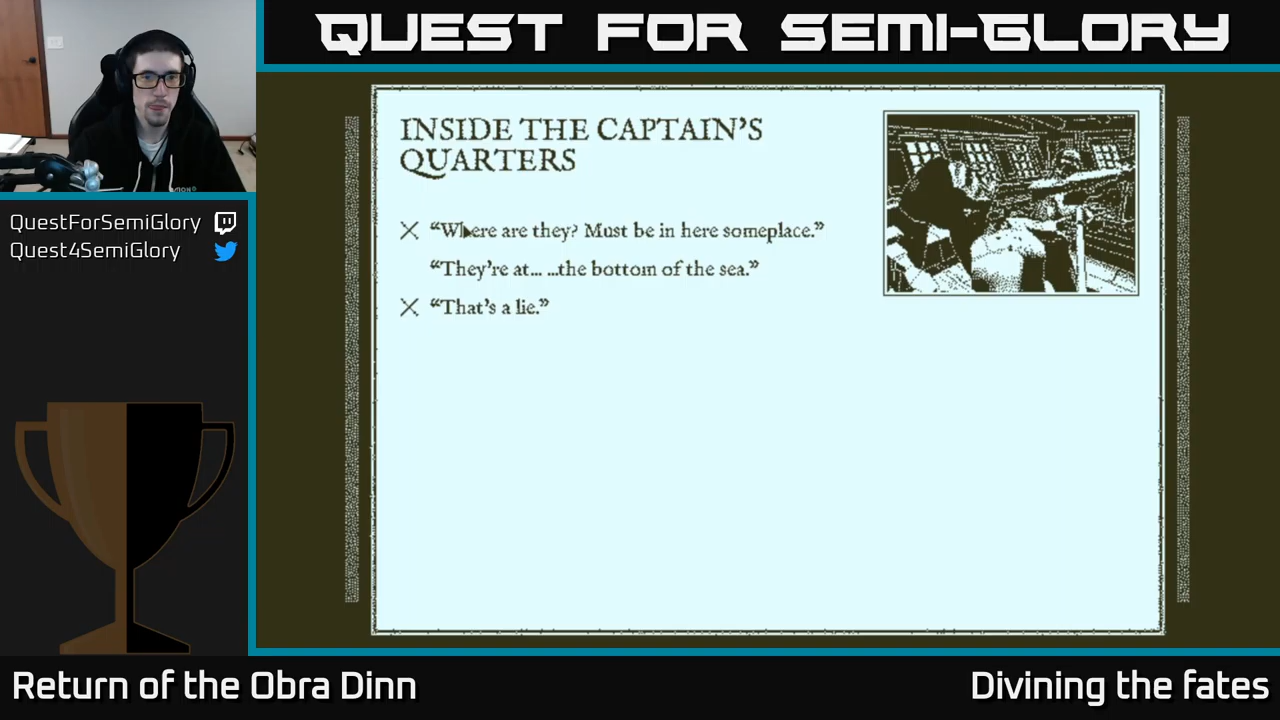 QUEST FOR SEMI-GLORY
QuestForSemiGlory
Quest4SemiGlory
INSIDE THE CAPTAIN'S
QUARTERS
"Where are they? Must be in here someplace."
"They're at... ...the bottom of the sea."
"That's a lie."
Return of the Obra Dinn
Divining the fates